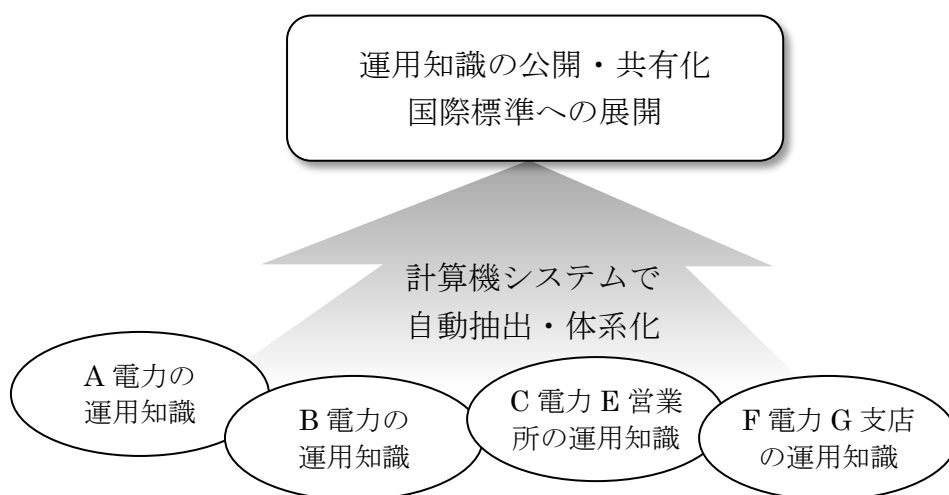 運用知識の公開・共有化
国際標準への展開
計算機システムで
自動抽出・体系化
A 電力の
運用知識
B 電力の
運用知識
C 電力 E 営業
所の運用知識
F 電力 G 支店
の運用知識